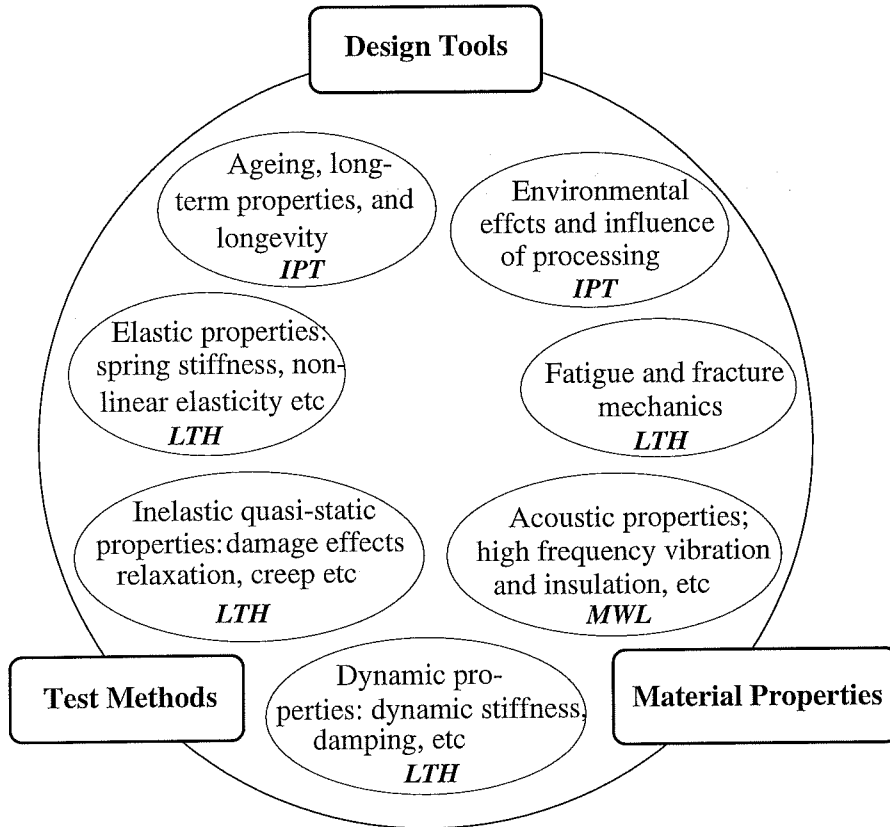 Design Tools
Ageing, long-
term properties, and
longevity
IPT
Environmental
effcts and influence
of processing
IPT
Elastic properties:
spring stiffness, non-
linear elasticity etc
LTH
Fatigue and fracture
mechanics
LTH
Inelastic quasi-static
properties: damage effects
relaxation, creep etc
LTH
Acoustic properties;
high frequency vibration
and insulation, etc
MWL
Test Methods
Dynamic pro-
perties: dynamic stiffness,
damping, etc
LTH
Material Properties